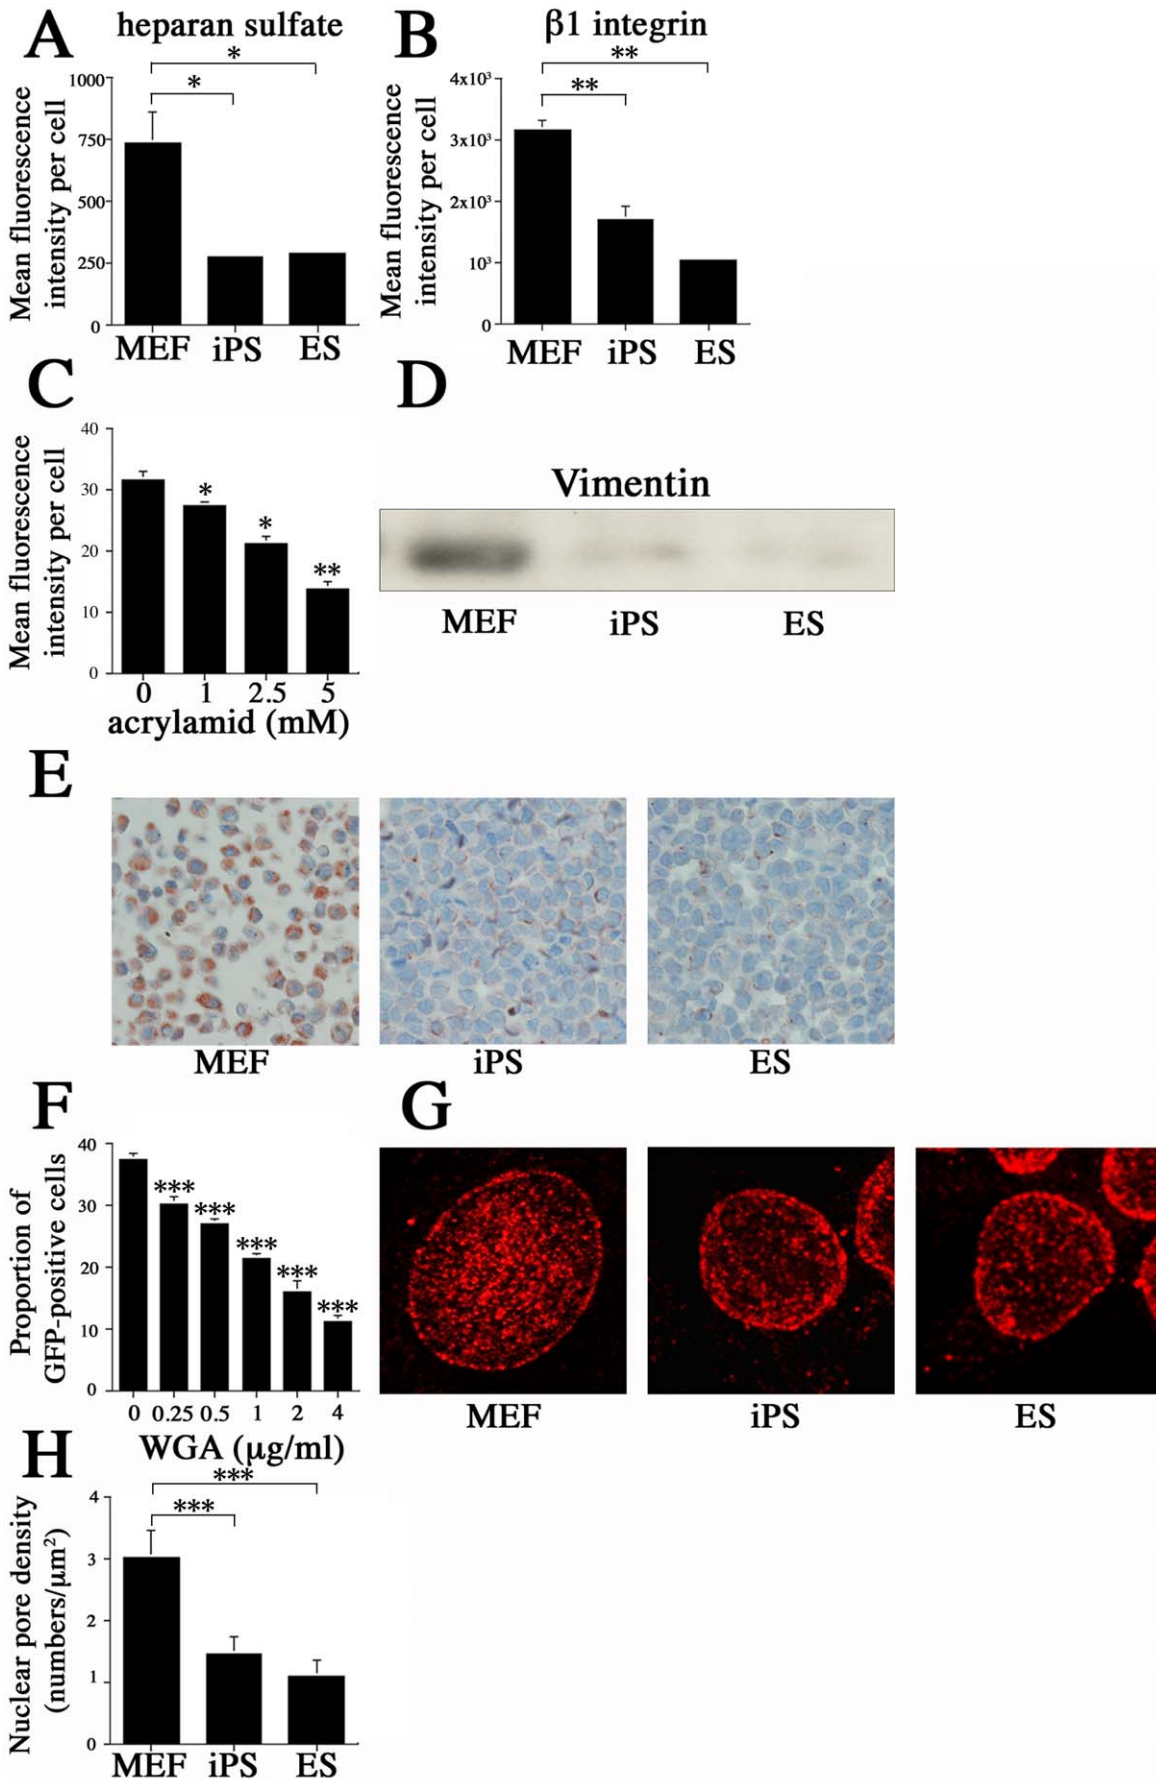 A
heparan sulfate
*
*
Mean fluorescence
intensity per cell
1000
750
500
250
0
MEF iPS ES
B
β1 integrin
**
**
Mean fluorescence
intensity per cell
4x10³
3x10³
2x10³
10³
0
MEF iPS ES
C
Mean fluorescence
intensity per cell
40
30
20
10
0
*
*
**
0 1 2.5 5
acrylamid (mM)
D
Vimentin
MEF iPS ES
E
MEF iPS ES
F
Proportion of
GFP-positive cells
40
30
20
10
0
***
***
***
***
***
0 0.25 0.5 1 2 4
WGA (μg/ml)
G
MEF iPS ES
H
***
***
Nuclear pore density
(numbers/μm²)
4
3
2
1
0
MEF iPS ES